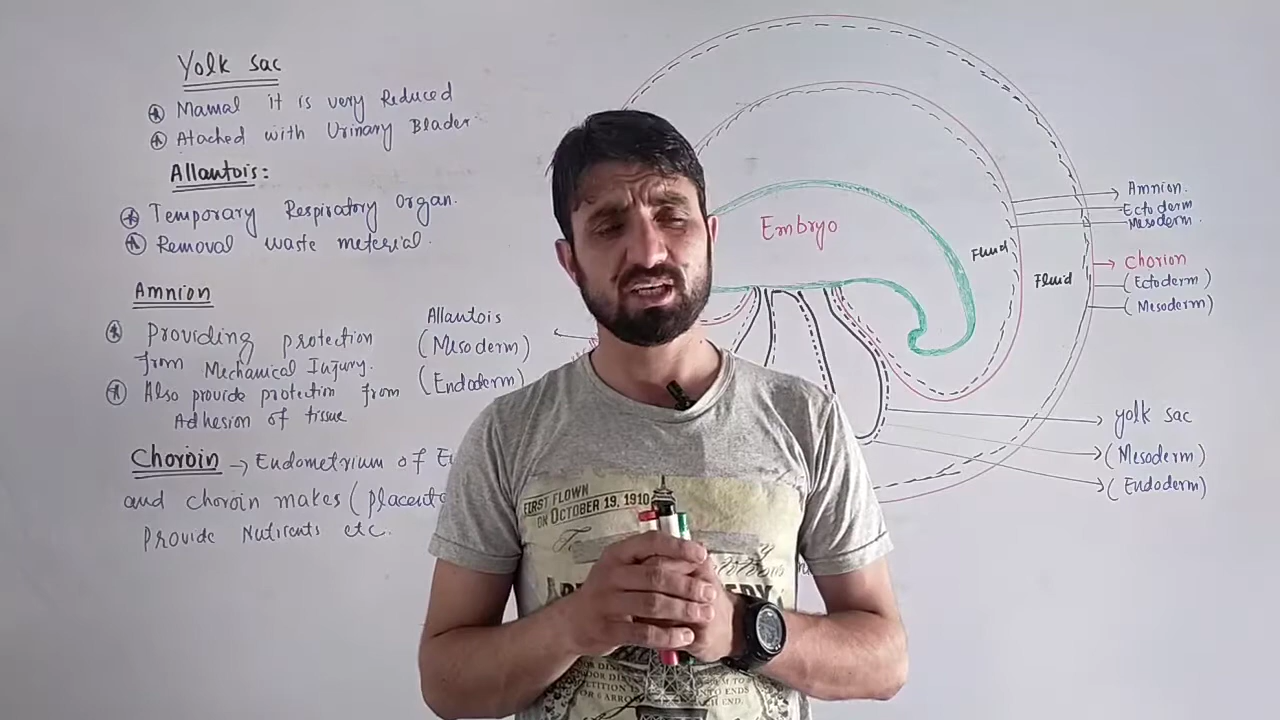 Yolk sac
Mamal it is very Reduced
Atached with Urinary Blader
Allantois:
Temporary Respiratory Organ.
Removal waste meterial.
Amnion
Providing protection
from Mechanical Injury.
Also provide protection from
Adhesion of tissue
Choroin → Endometrium of
and choroin makes (placenta
Provide Nutrients etc.
Allantois
(Mesoderm)
(Endoderm)
Embryo
Fluid
Fluid
Amnion.
Ectoderm
Mesoderm.
Chorion
(Ectoderm)
(Mesoderm)
yolk sac
(Mesoderm)
(Endoderm)
FIRST FLOWN
ON OCTOBER 19, 1910